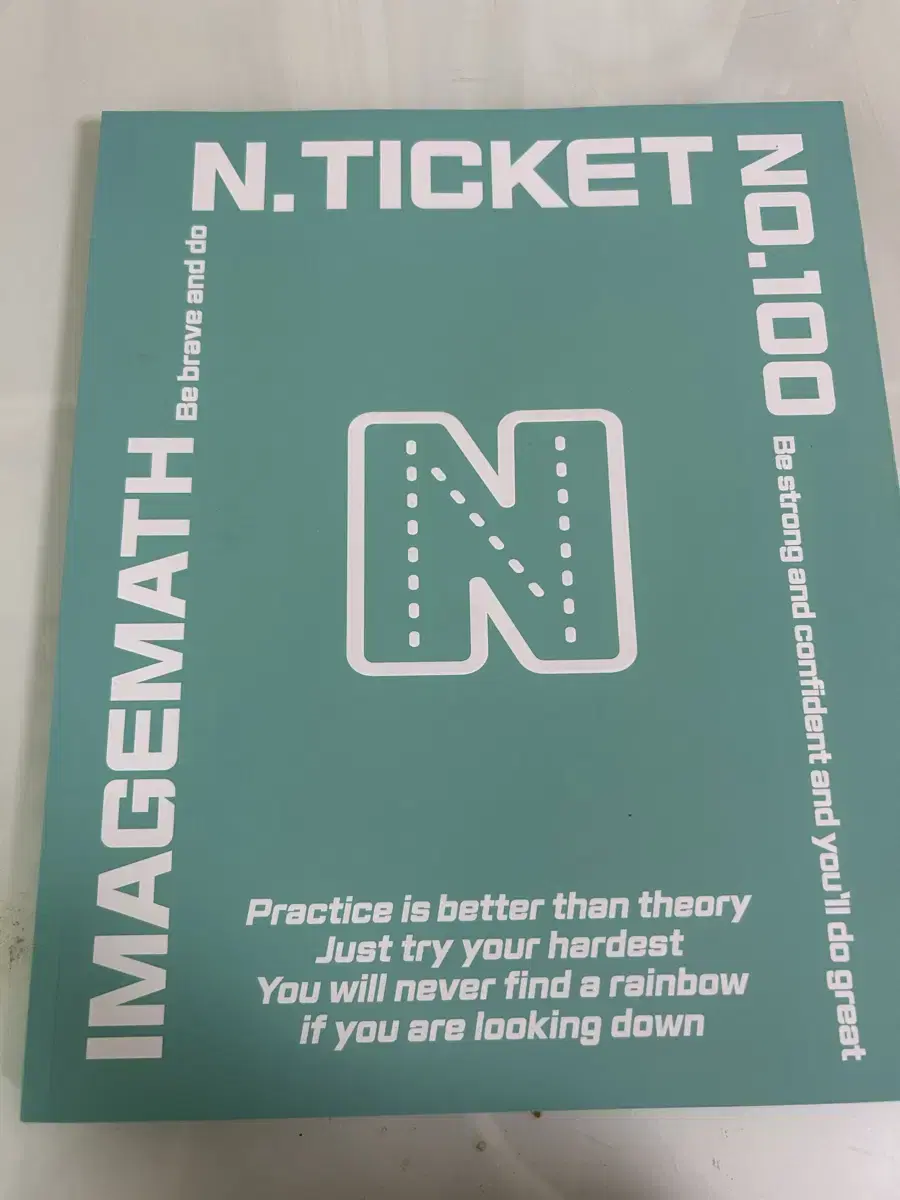 N.TICKET
NO.100
Be strong and confident and you'll do great
IMAGEMATH
Be brave and do
N
Practice is better than theory
Just try your hardest
You will never find a rainbow
if you are looking down